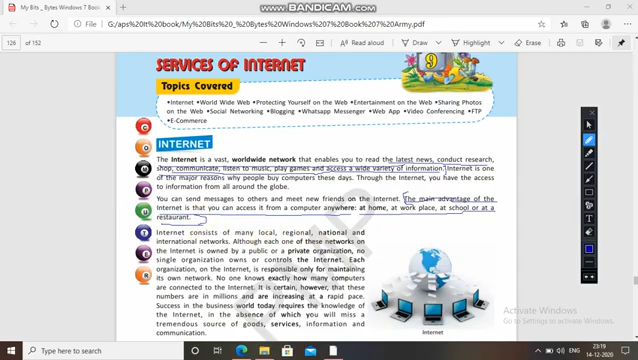 www.BANDICAM.com
My Bits _ Bytes Windows 7 Book
File | G:/aps%20It%20book/My%20Bits%20_%20Bytes%20Windows%207%20Book%207%20Army.pdf
126 of 152
Read aloud
Draw
Highlight
Erase
SERVICES OF INTERNET
9
Topics Covered
•Internet •World Wide Web •Protecting Yourself on the Web •Entertainment on the Web •Sharing Photos
on the Web •Social Networking •Blogging •Whatsapp Messenger •Web App •Video Conferencing •FTP
•E-Commerce
INTERNET
The Internet is a vast, worldwide network that enables you to read the latest news, conduct research,
shop, communicate, listen to music, play games and access a wide variety of information. Internet is one
of the major reasons why people buy computers these days. Through the Internet, you have the access
to information from all around the globe.
You can send messages to others and meet new friends on the Internet. The main advantage of the
Internet is that you can access it from a computer anywhere: at home, at work place, at school or at a
restaurant.
Internet consists of many local, regional, national and
international networks. Although each one of these networks
on the Internet is owned by a public or a private organization, no
single organization owns or controls the Internet. Each
organization, on the Internet, is responsible only for maintaining
its own network. No one knows exactly how many computers
are connected to the Internet. It is certain, however, that these
numbers are in millions and are increasing at a rapid pace.
Success in the business world today requires the knowledge of
the Internet, in the absence of which you will miss a
tremendous source of goods, services, information and
communication.
Internet
C
O
M
P
U
T
E
R
Activate Windows
Go to Settings to activate Windows.
Type here to search
ENG
23:19
14-12-2020